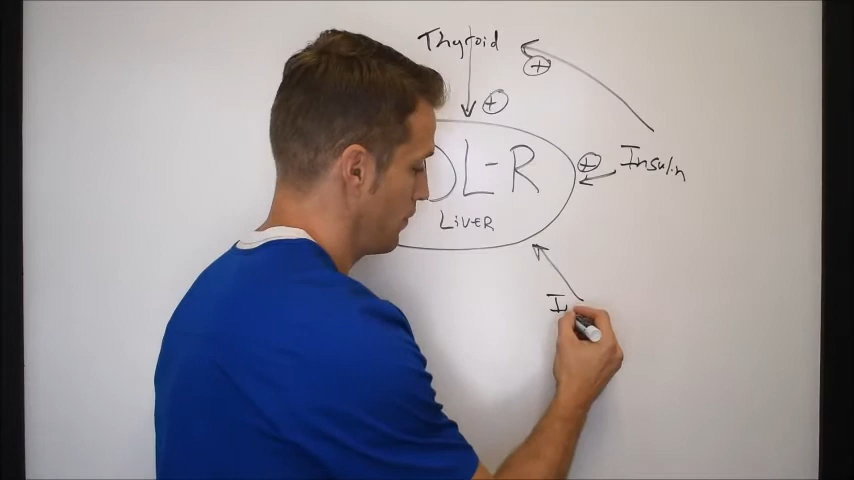 Thyroid
+
+
Insulin
+
DL-R
LIVER
I